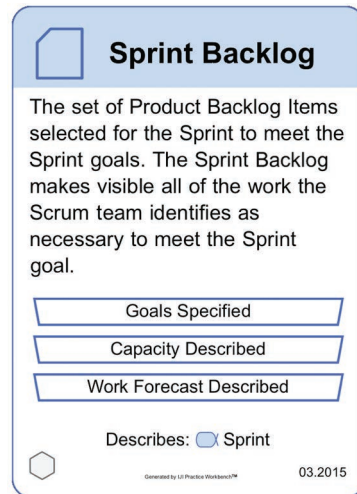 Sprint Backlog
The set of Product Backlog Items
selected for the Sprint to meet the
Sprint goals. The Sprint Backlog
makes visible all of the work the
Scrum team identifies as
necessary to meet the Sprint
goal.
Goals Specified
Capacity Described
Work Forecast Described
Describes: Sprint
Generated by IJI Practice Workbench™
03.2015